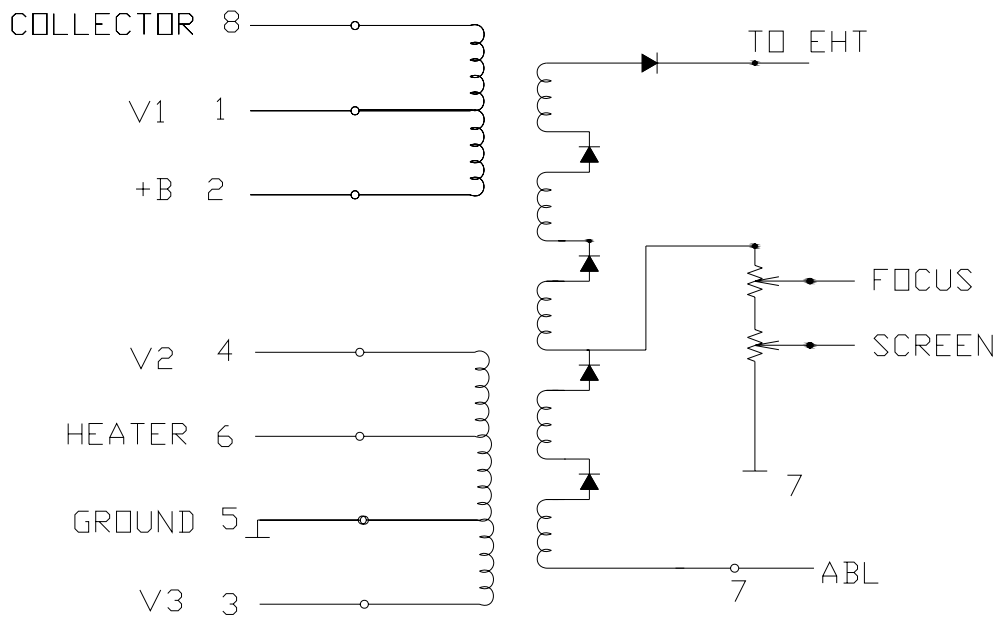 COLLECTOR 8
TO EHT
V1 1
+B 2
FOCUS
SCREEN
V2 4
HEATER 6
7
GROUND 5
ABL
7
V3 3